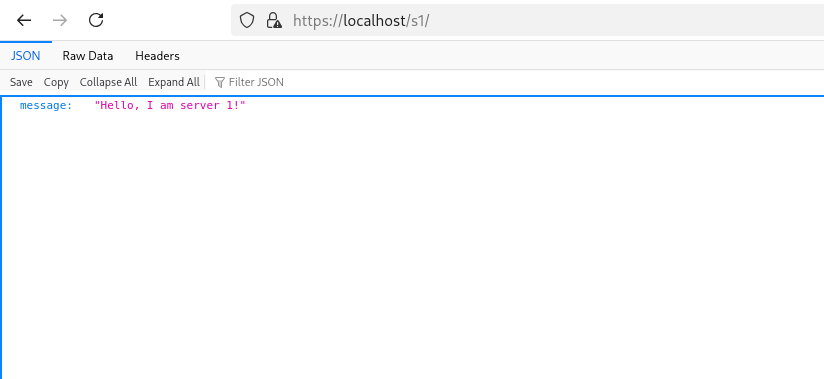 https://localhost/s1/
JSON Raw Data Headers
Save Copy Collapse All Expand All Filter JSON
message: "Hello, I am server 1!"